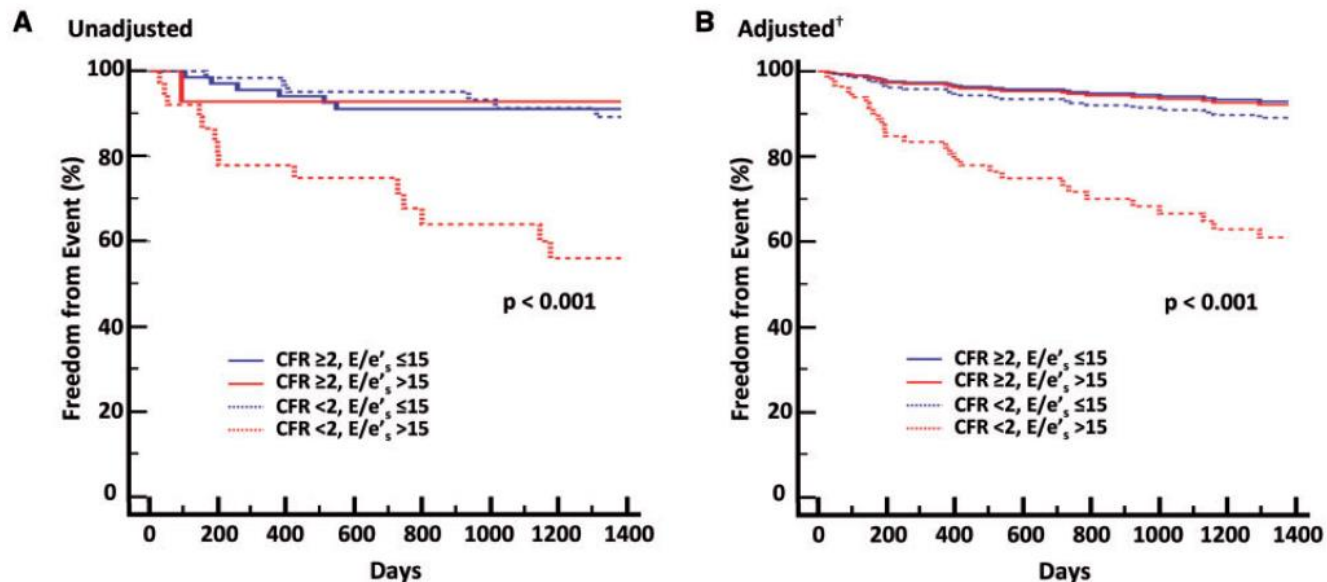 A Unadjusted
Freedom from Event (%)
100
80
60
40
20
0
p < 0.001
CFR ≥2, E/e's ≤15
CFR ≥2, E/e's >15
CFR <2, E/e's ≤15
CFR <2, E/e's >15
0 200 400 600 800 1000 1200 1400
Days
B Adjusted†
Freedom from Event (%)
100
80
60
40
20
0
p < 0.001
CFR ≥2, E/e's ≤15
CFR ≥2, E/e's >15
CFR <2, E/e's ≤15
CFR <2, E/e's >15
0 200 400 600 800 1000 1200 1400
Days